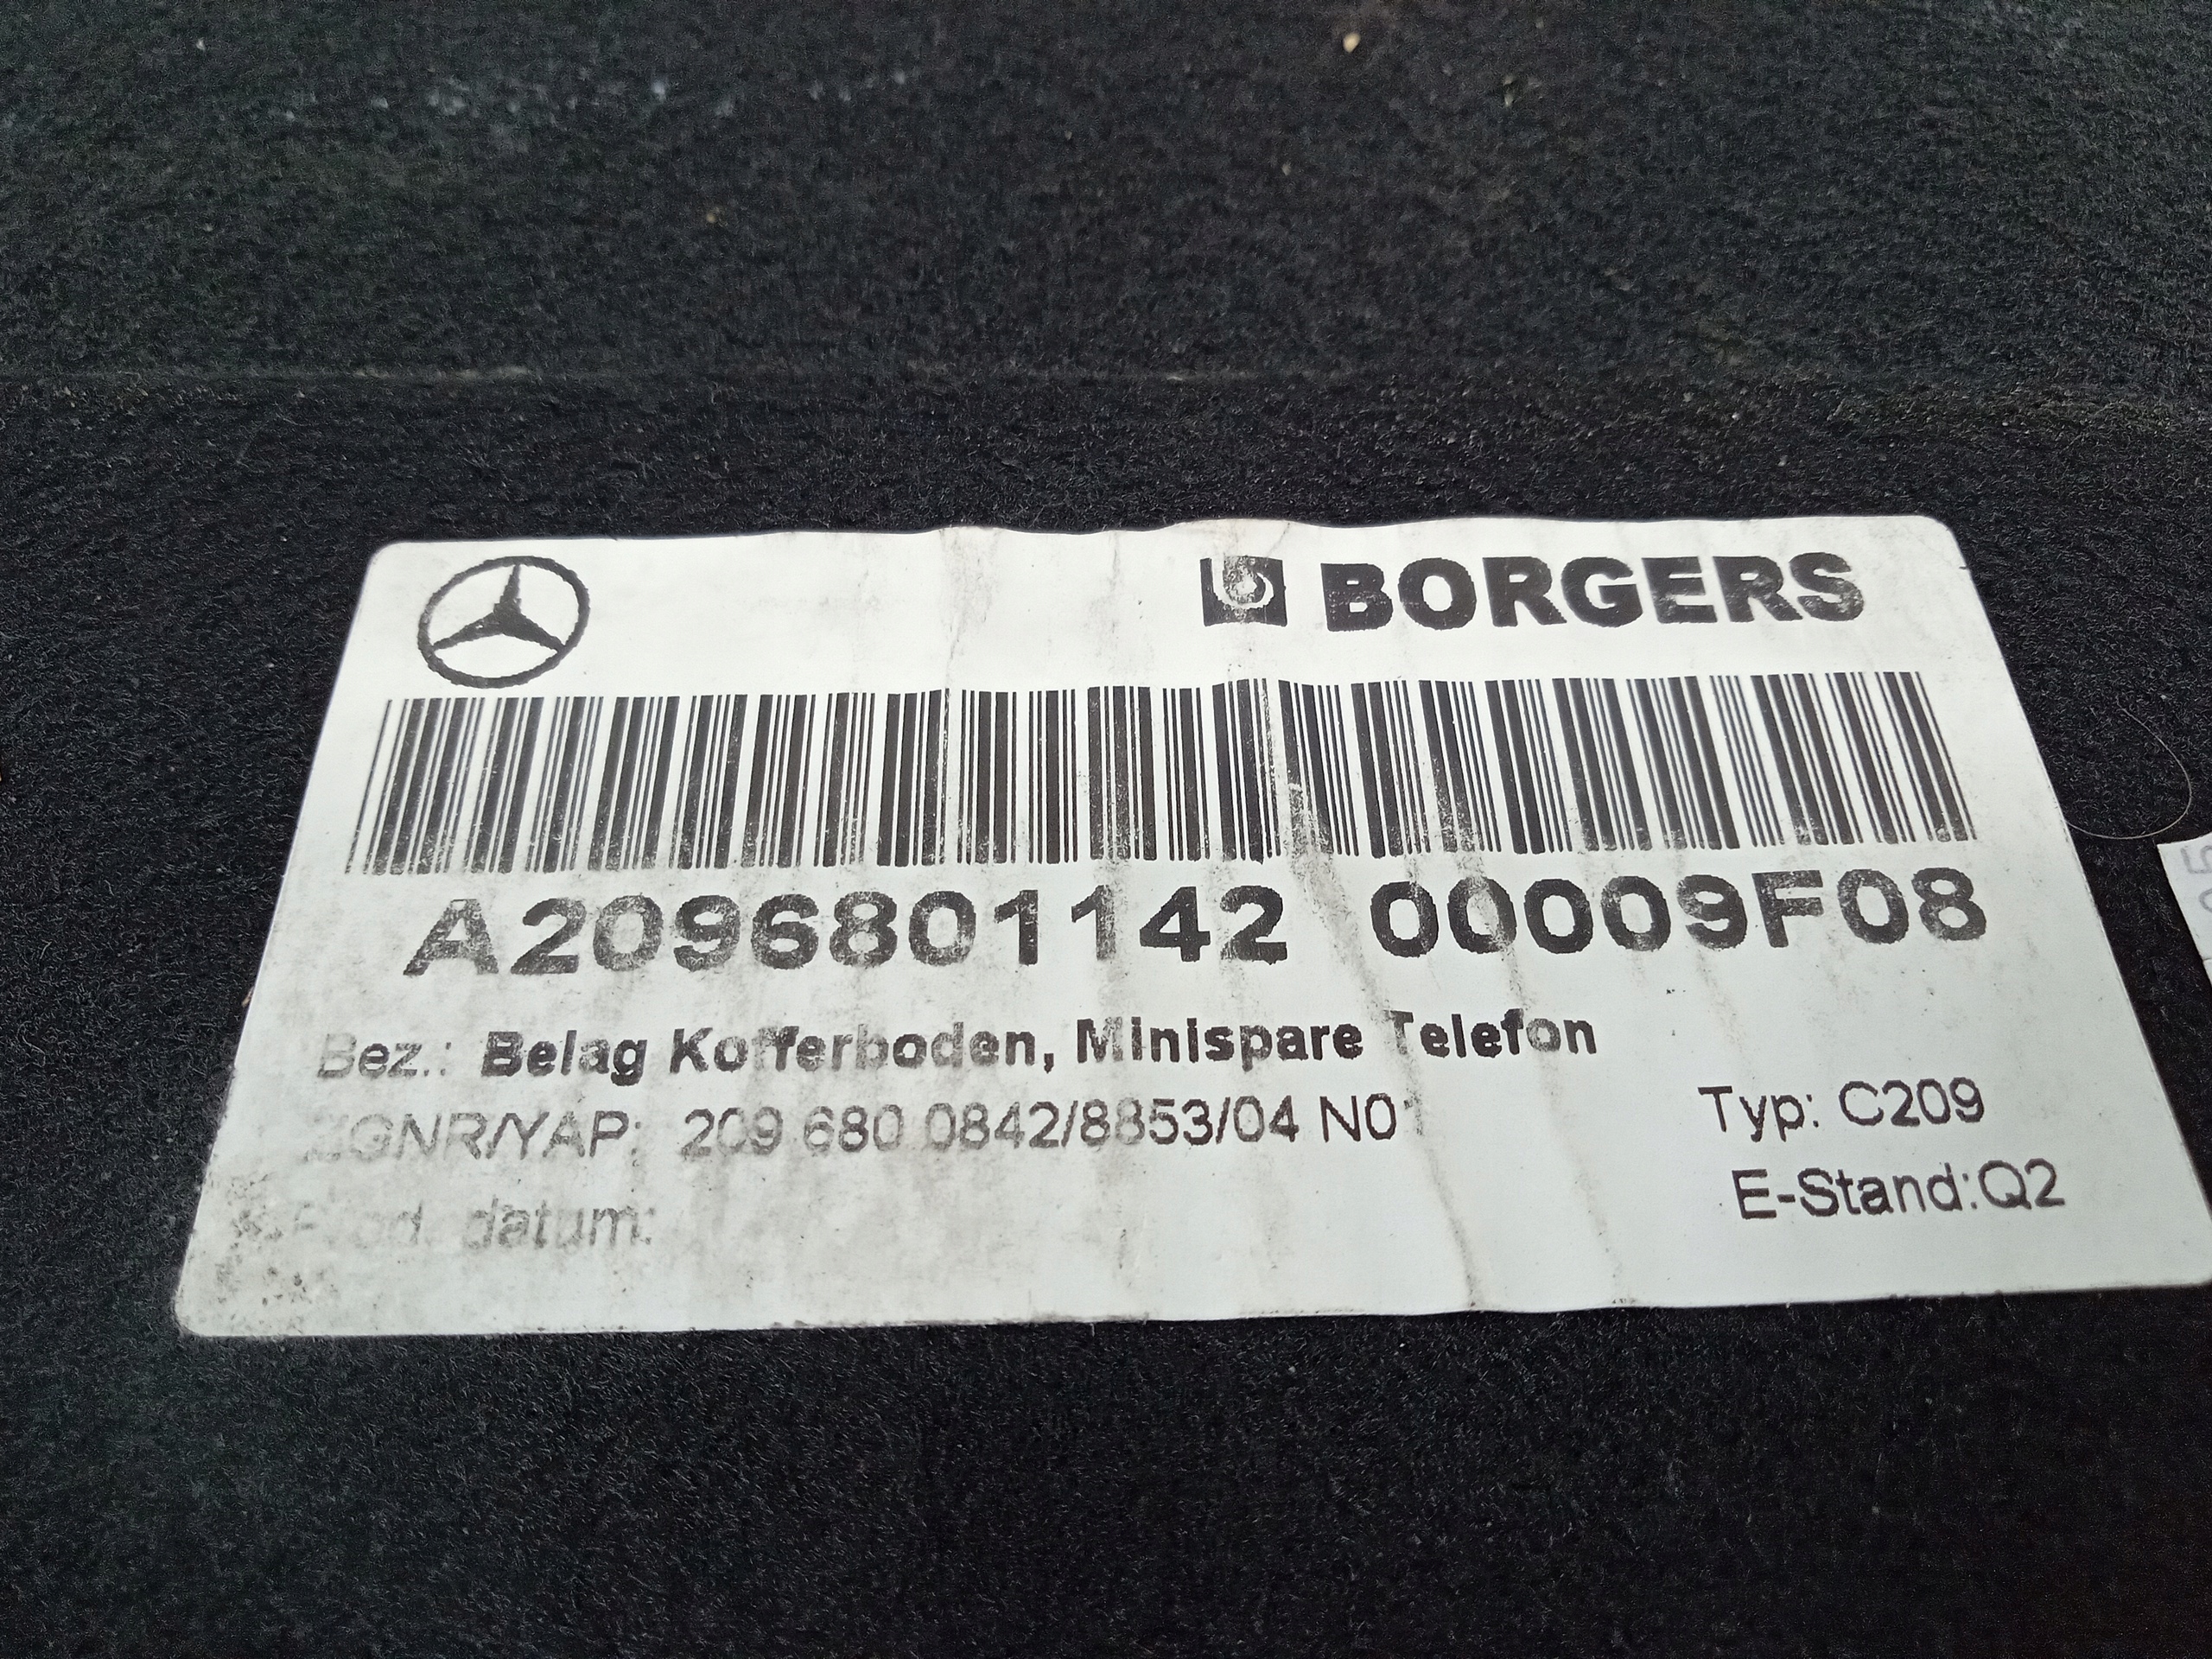 BORGERS
A2096801142 00009F08
Bez.: Belag Kofferboden, Minispare Telefon
ZGNR/YAP: 209 680 0842/8853/04 N01
Typ: C209
Prod. datum:
E-Stand:Q2